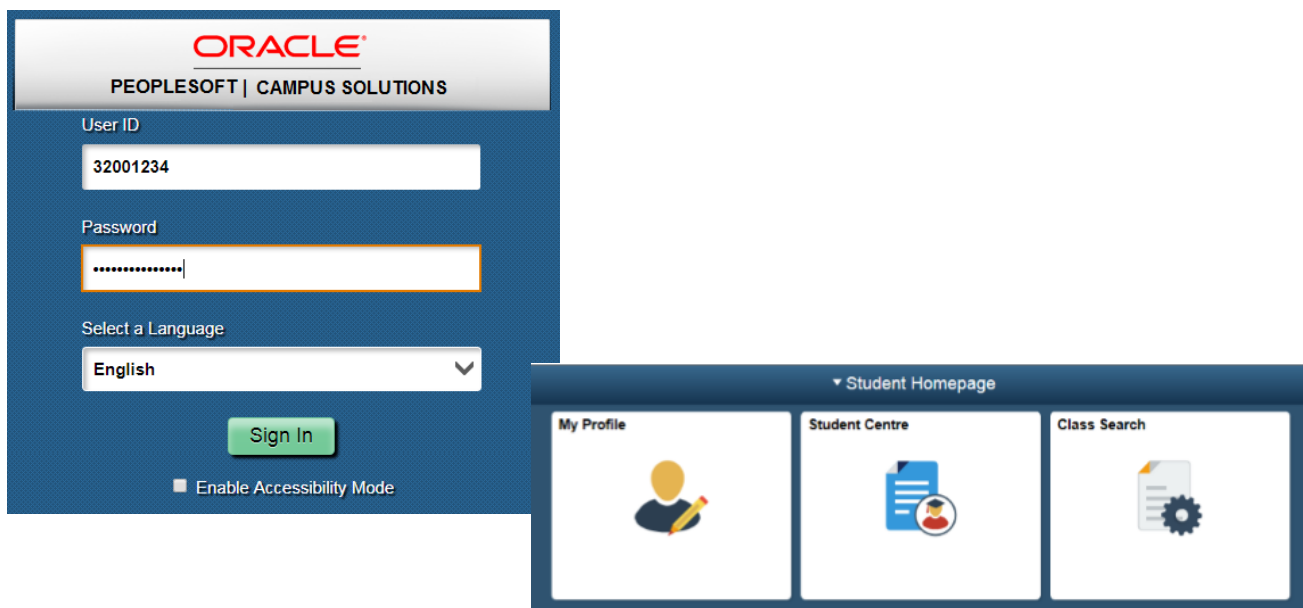 ORACLE
PEOPLESOFT | CAMPUS SOLUTIONS
User ID
32001234
Password
•••••••••••••••
Select a Language
English
Sign In
Enable Accessibility Mode
Student Homepage
My Profile
Student Centre
Class Search